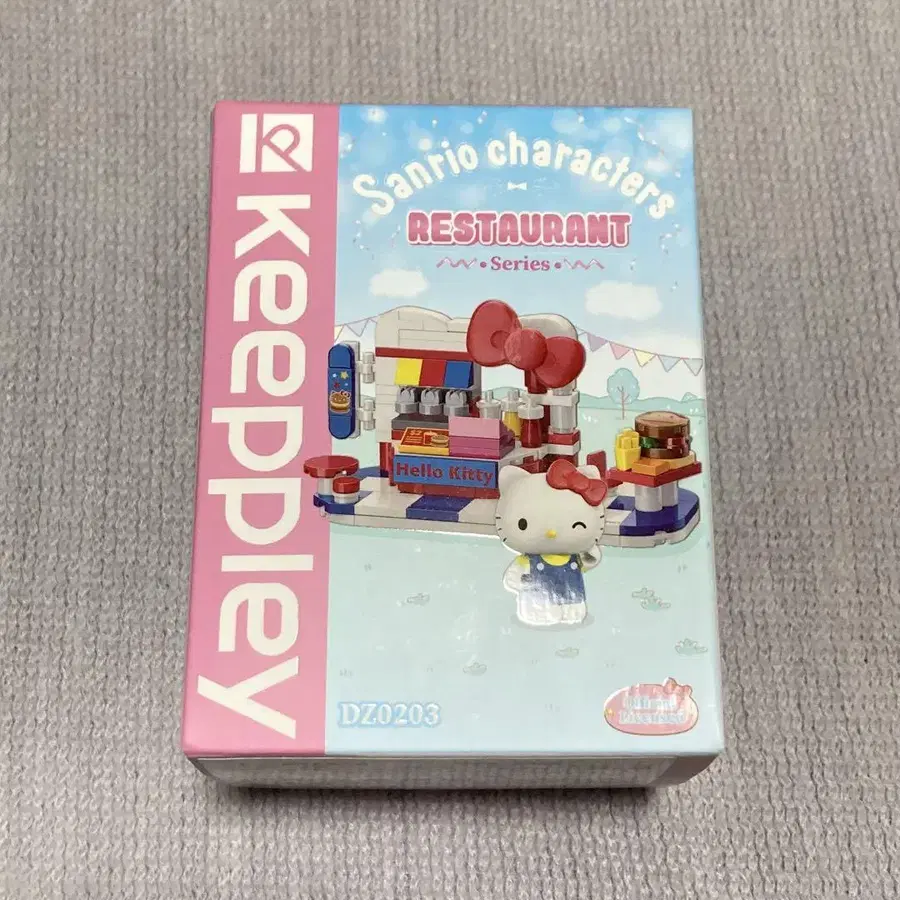 keeppley
Sanrio characters
RESTAURANT
Series
Hello Kitty
DZ0203